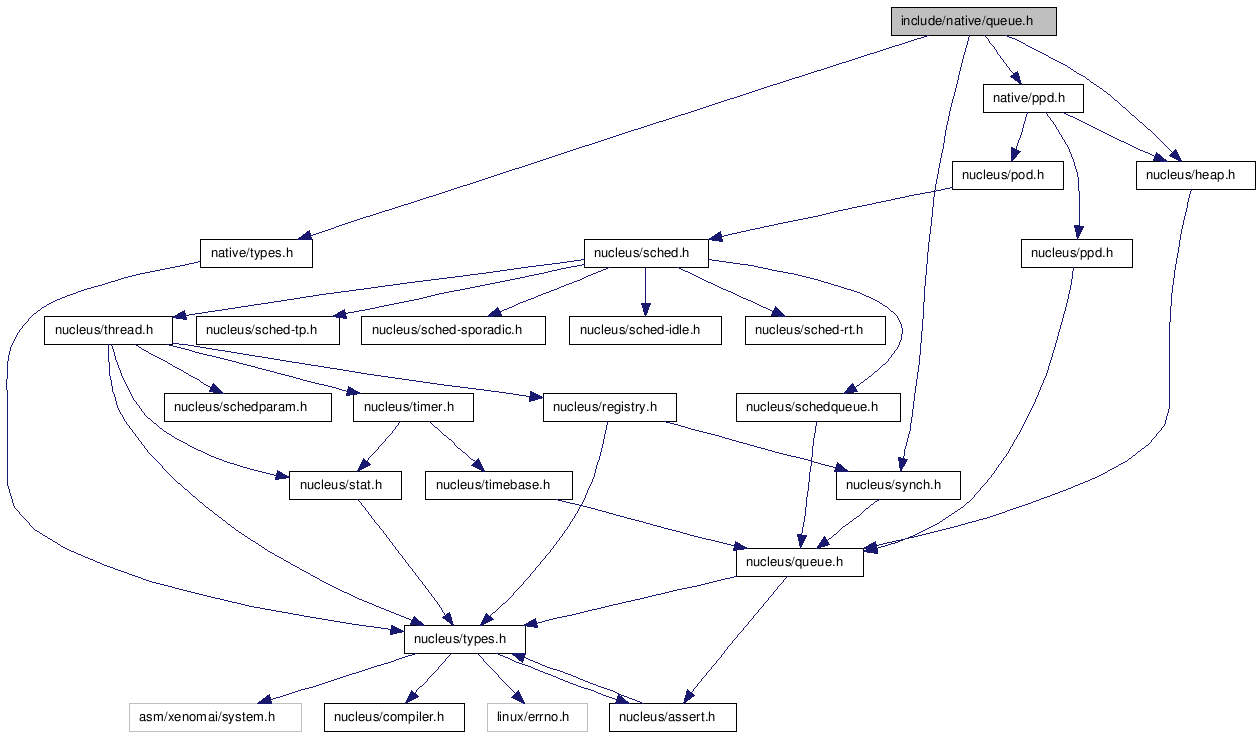 include/native/queue.h
native/ppd.h
nucleus/pod.h
nucleus/heap.h
native/types.h
nucleus/sched.h
nucleus/ppd.h
nucleus/thread.h
nucleus/sched-tp.h
nucleus/sched-sporadic.h
nucleus/sched-idle.h
nucleus/sched-rt.h
nucleus/schedparam.h
nucleus/timer.h
nucleus/registry.h
nucleus/schedqueue.h
nucleus/stat.h
nucleus/timebase.h
nucleus/synch.h
nucleus/queue.h
nucleus/types.h
asm/xenomai/system.h
nucleus/compiler.h
linux/errno.h
nucleus/assert.h